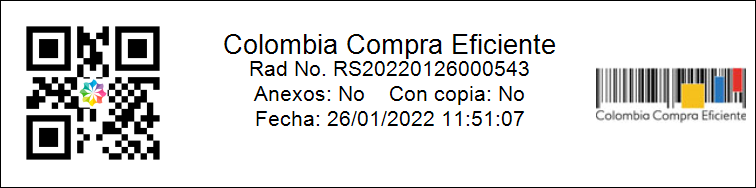 Colombia Compra Eficiente
Rad No. RS20220126000543
Anexos: No Con copia: No
Fecha: 26/01/2022 11:51:07
Colombia Compra Eficiente